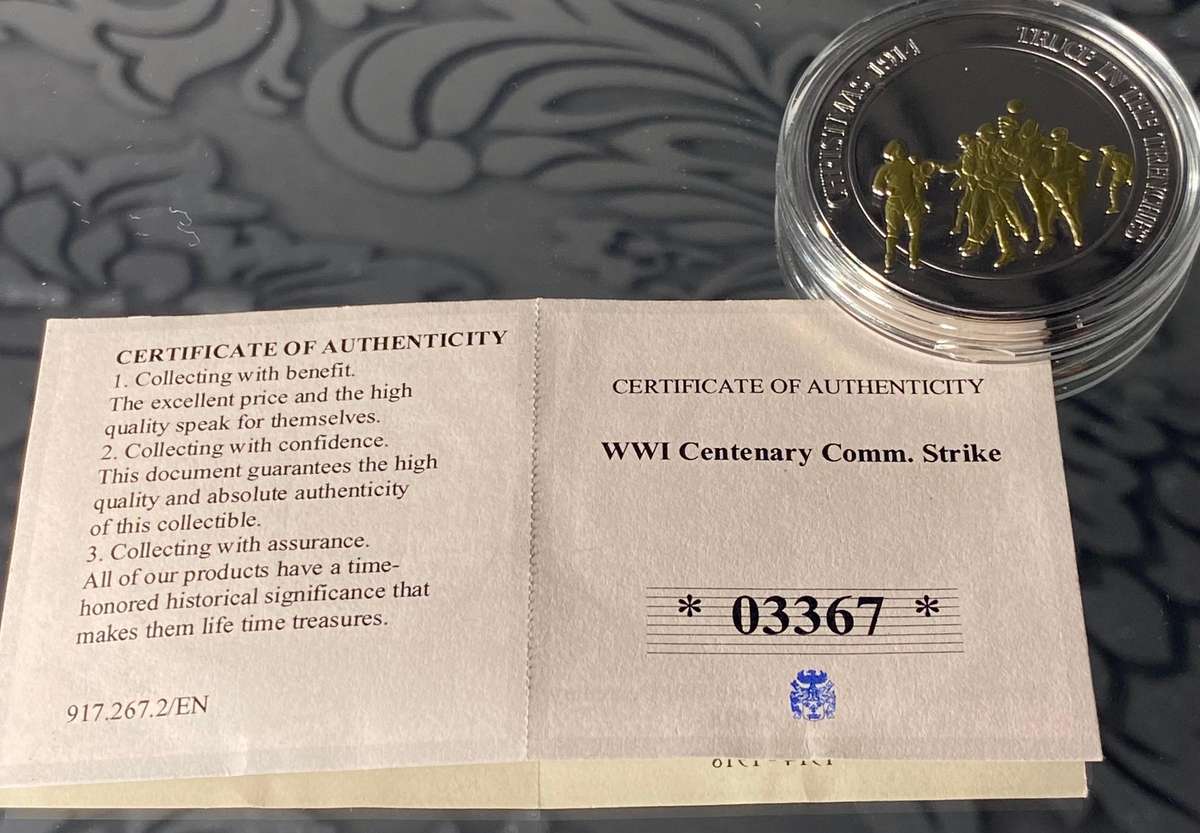 CHRISTMAS 1914
TRUCE IN THE TRENCHES
CERTIFICATE OF AUTHENTICITY
1. Collecting with benefit.
The excellent price and the high
quality speak for themselves.
2. Collecting with confidence.
This document guarantees the high
quality and absolute authenticity
of this collectible.
3. Collecting with assurance.
All of our products have a time-
honored historical significance that
makes them life time treasures.
917.267.2/EN
CERTIFICATE OF AUTHENTICITY
WWI Centenary Comm. Strike
* 03367 *